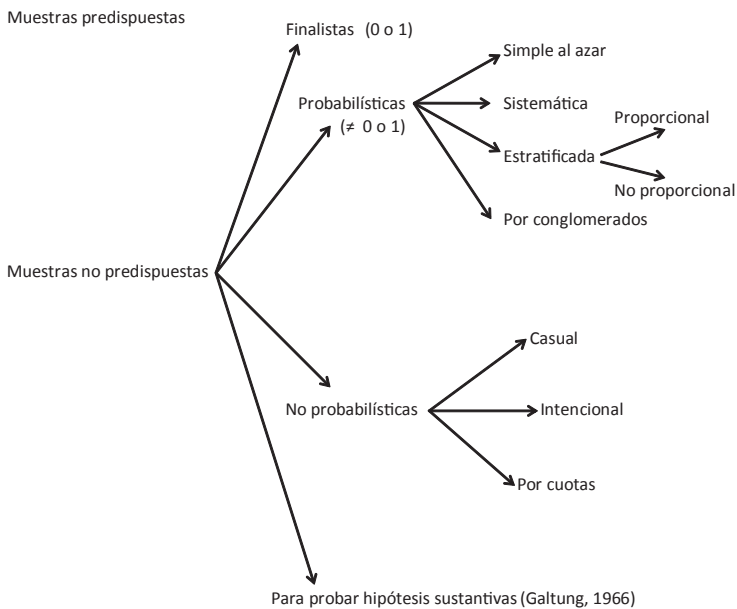 Muestras predispuestas
Finalistas (0 o 1)
Simple al azar
Probabilísticas
(≠ 0 o 1)
Sistemática
Proporcional
Estratificada
No proporcional
Por conglomerados
Muestras no predispuestas
Casual
No probabilísticas
Intencional
Por cuotas
Para probar hipótesis sustantivas (Galtung, 1966)